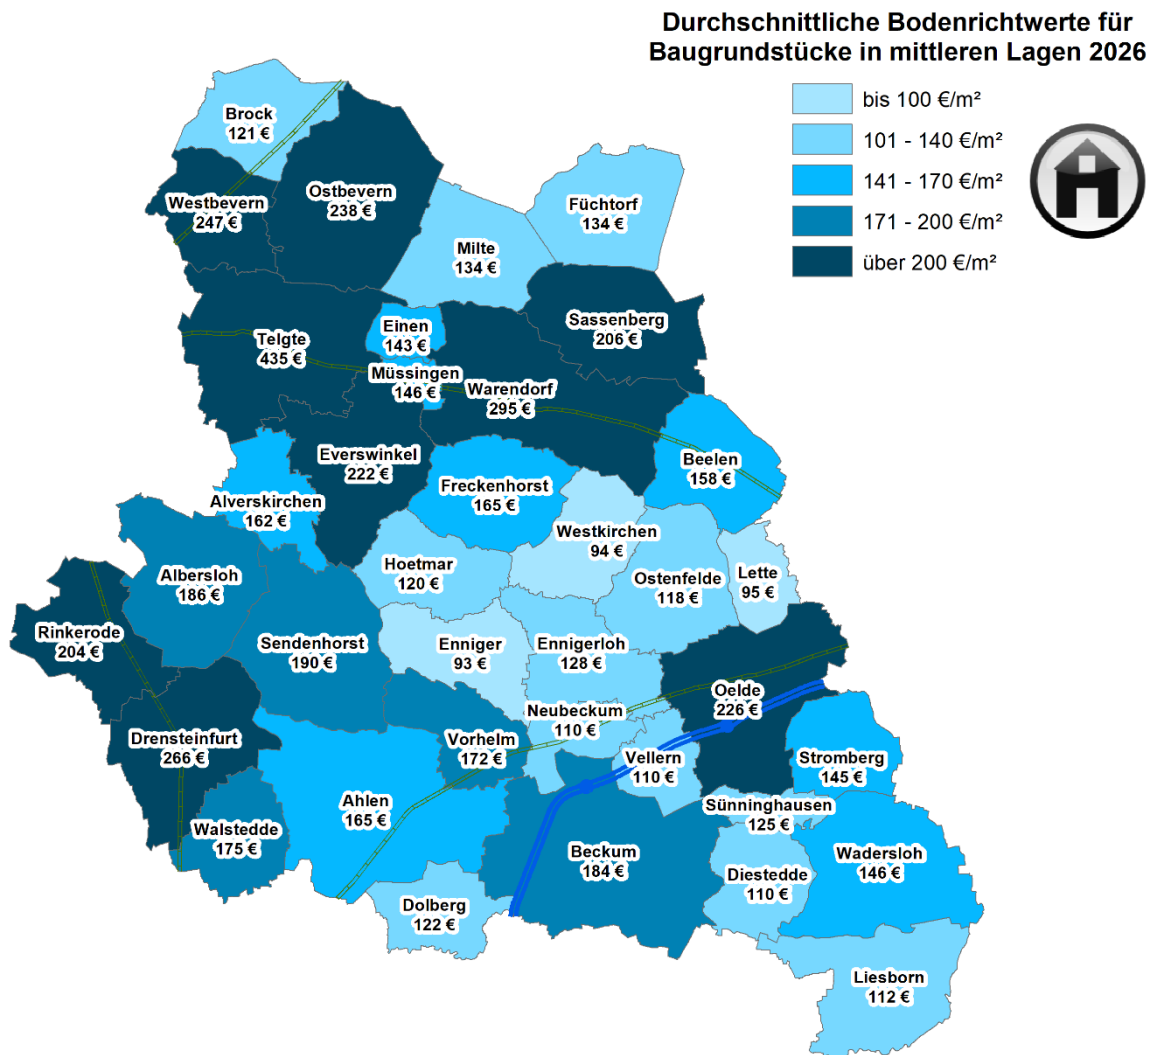 Durchschnittliche Bodenrichtwerte für
Baugrundstücke in mittleren Lagen 2026
bis 100 €/m²
101 - 140 €/m²
141 - 170 €/m²
171 - 200 €/m²
über 200 €/m²
Brock
121 €
Westbevern
247 €
Ostbevern
238 €
Milte
134 €
Füchtorf
134 €
Sassenberg
206 €
Einen
143 €
Telgte
435 €
Müssingen
146 €
Warendorf
295 €
Everswinkel
222 €
Beelen
158 €
Freckenhorst
165 €
Alverskirchen
162 €
Westkirchen
94 €
Hoetmar
120 €
Ostenfelde
118 €
Lette
95 €
Albersloh
186 €
Rinkerode
204 €
Sendenhorst
190 €
Enniger
93 €
Ennigerloh
128 €
Oelde
226 €
Neubeckum
110 €
Drensteinfurt
266 €
Vorhelm
172 €
Vellern
110 €
Stromberg
145 €
Ahlen
165 €
Sünninghausen
125 €
Walstedde
175 €
Beckum
184 €
Wadersloh
146 €
Diestedde
110 €
Dolberg
122 €
Liesborn
112 €